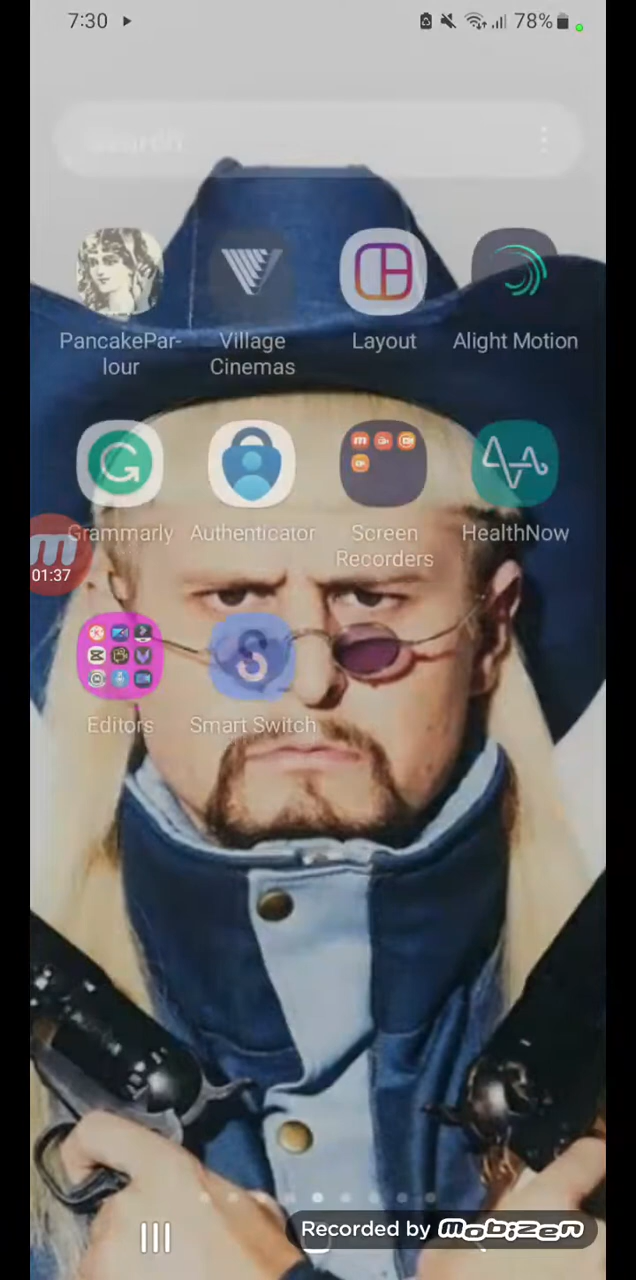 7:30
78%
PancakePar-
lour
Village
Cinemas
Layout
Alight Motion
Grammarly
Authenticator
Screen
Recorders
HealthNow
01:37
Editors
Smart Switch
Recorded by mobizen